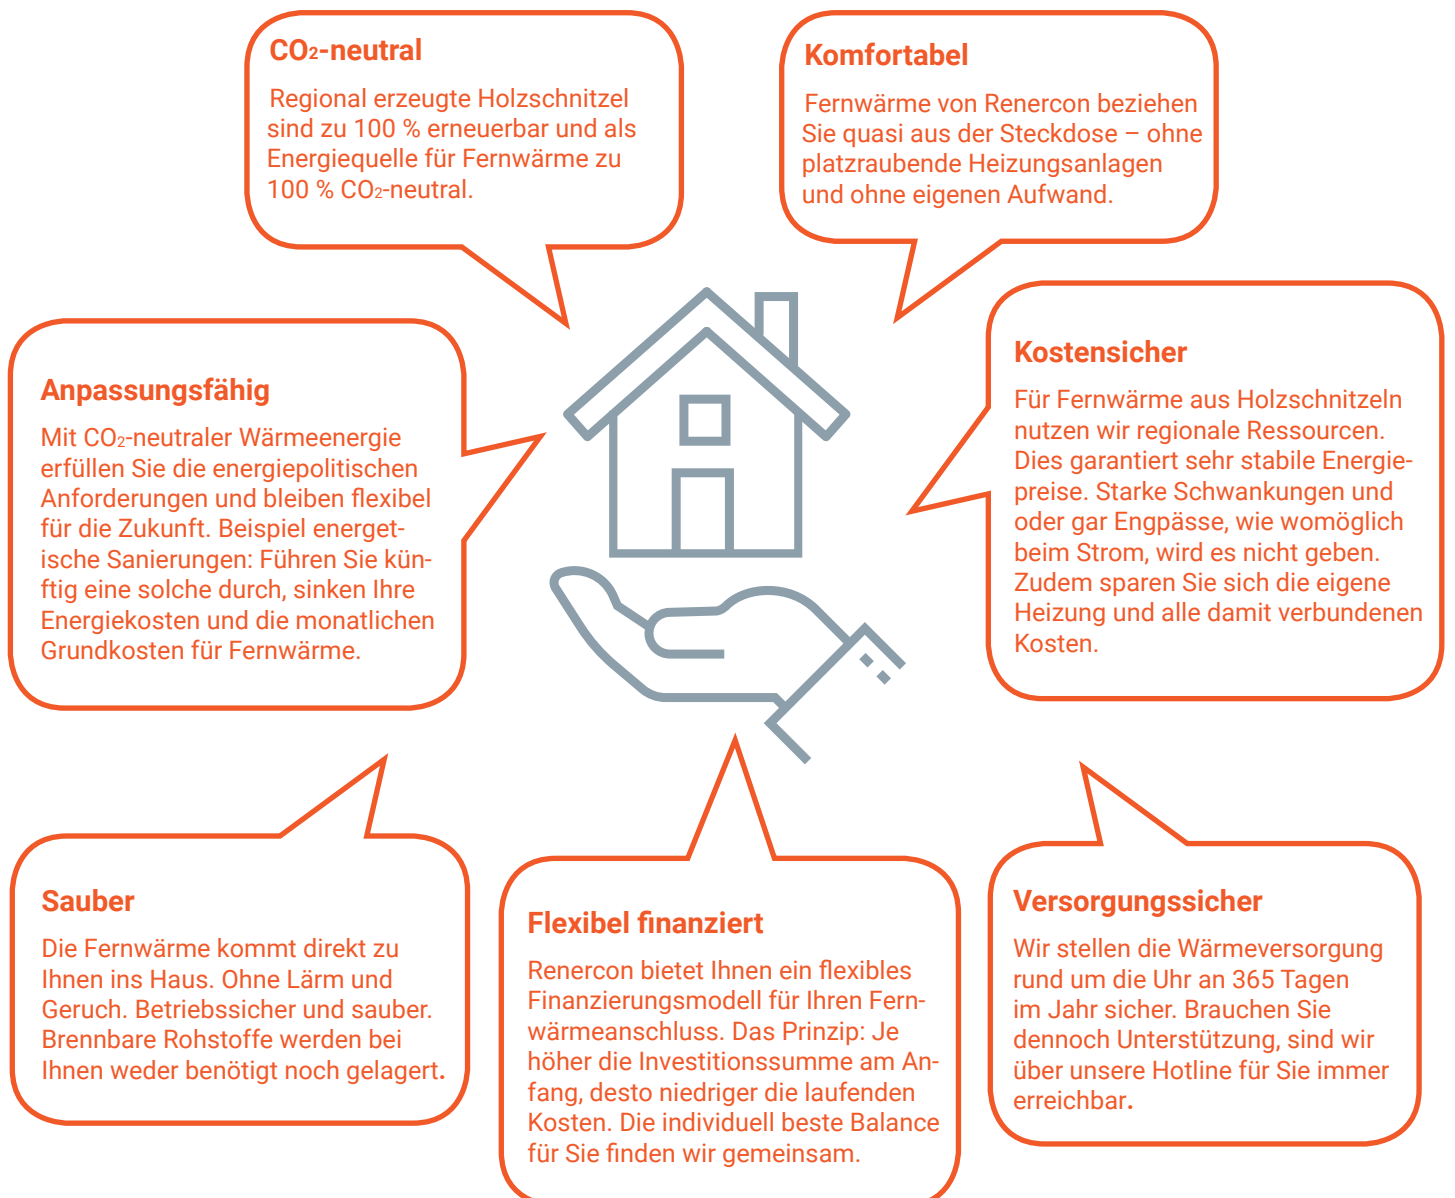 CO₂-neutral
Regional erzeugte Holzschnitzel
sind zu 100 % erneuerbar und als
Energiequelle für Fernwärme zu
100 % CO₂-neutral.
Komfortabel
Fernwärme von Renercon beziehen
Sie quasi aus der Steckdose – ohne
platzraubende Heizungsanlagen
und ohne eigenen Aufwand.
Anpassungsfähig
Mit CO₂-neutraler Wärmeenergie
erfüllen Sie die energiepolitischen
Anforderungen und bleiben flexibel
für die Zukunft. Beispiel energet-
ische Sanierungen: Führen Sie kün-
ftig eine solche durch, sinken Ihre
Energiekosten und die monatlichen
Grundkosten für Fernwärme.
Kostensicher
Für Fernwärme aus Holzschnitzeln
nutzen wir regionale Ressourcen.
Dies garantiert sehr stabile Energie-
preise. Starke Schwankungen und
oder gar Engpässe, wie womöglich
beim Strom, wird es nicht geben.
Zudem sparen Sie sich die eigene
Heizung und alle damit verbundenen
Kosten.
Sauber
Die Fernwärme kommt direkt zu
Ihnen ins Haus. Ohne Lärm und
Geruch. Betriebssicher und sauber.
Brennbare Rohstoffe werden bei
Ihnen weder benötigt noch gelagert.
Flexibel finanziert
Renercon bietet Ihnen ein flexibles
Finanzierungsmodell für Ihren Fern-
wärmeanschluss. Das Prinzip: Je
höher die Investitionssumme am An-
fang, desto niedriger die laufenden
Kosten. Die individuell beste Balance
für Sie finden wir gemeinsam.
Versorgungssicher
Wir stellen die Wärmeversorgung
rund um die Uhr an 365 Tagen
im Jahr sicher. Brauchen Sie
dennoch Unterstützung, sind wir
über unsere Hotline für Sie immer
erreichbar.